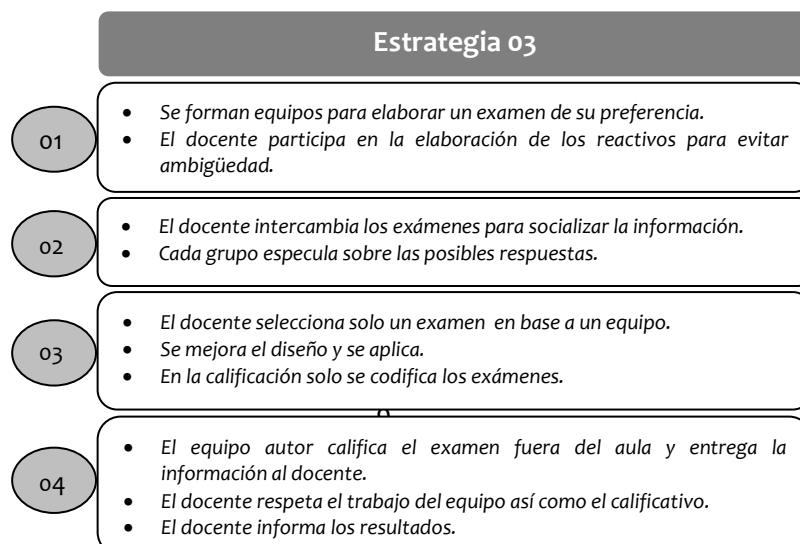 Estrategia 03
01
• Se forman equipos para elaborar un examen de su preferencia.
• El docente participa en la elaboración de los reactivos para evitar
ambigüedad.
02
• El docente intercambia los exámenes para socializar la información.
• Cada grupo especula sobre las posibles respuestas.
03
• El docente selecciona solo un examen en base a un equipo.
• Se mejora el diseño y se aplica.
• En la calificación solo se codifica los exámenes.
04
• El equipo autor califica el examen fuera del aula y entrega la
información al docente.
• El docente respeta el trabajo del equipo así como el calificativo.
• El docente informa los resultados.